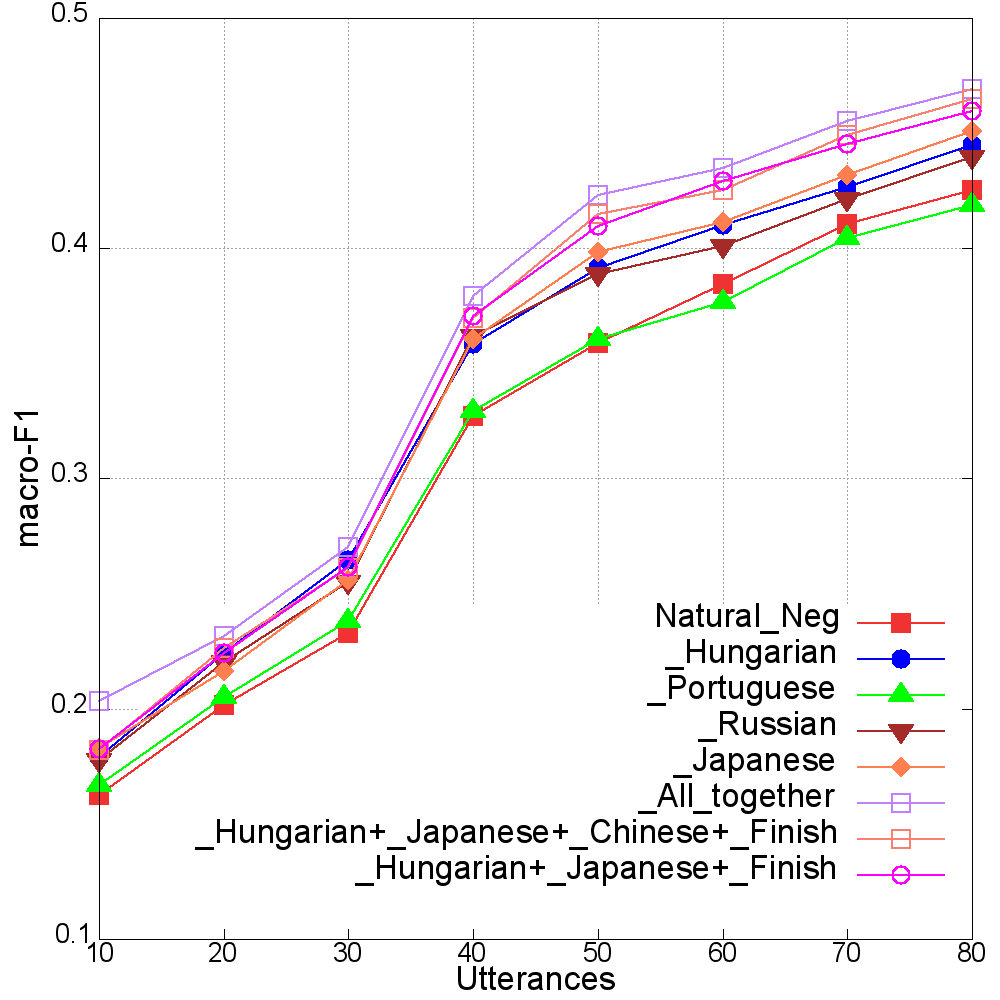 0.5
0.4
0.3
0.2
0.1
macro-F1
Natural_Neg
_Hungarian
_Portuguese
_Russian
_Japanese
_All_together
_Hungarian+_Japanese+_Chinese+_Finish
_Hungarian+_Japanese+_Finish
10 20 30 40 50 60 70 80
Utterances